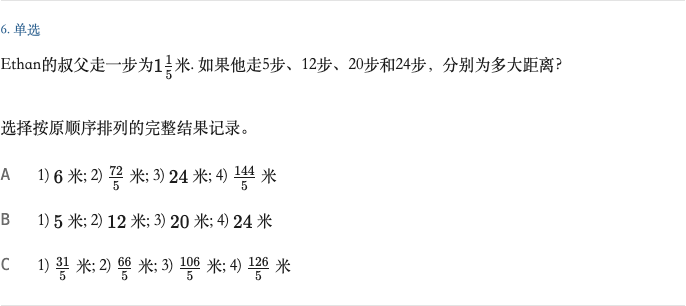 6. 单选
Ethan的叔父走一步为1 1/5 米. 如果他走5步、12步、20步和24步，分别为多大距离?
选择按原顺序排列的完整结果记录。
A 1) 6 米; 2) 72/5 米; 3) 24 米; 4) 144/5 米
B 1) 5 米; 2) 12 米; 3) 20 米; 4) 24 米
C 1) 31/5 米; 2) 66/5 米; 3) 106/5 米; 4) 126/5 米